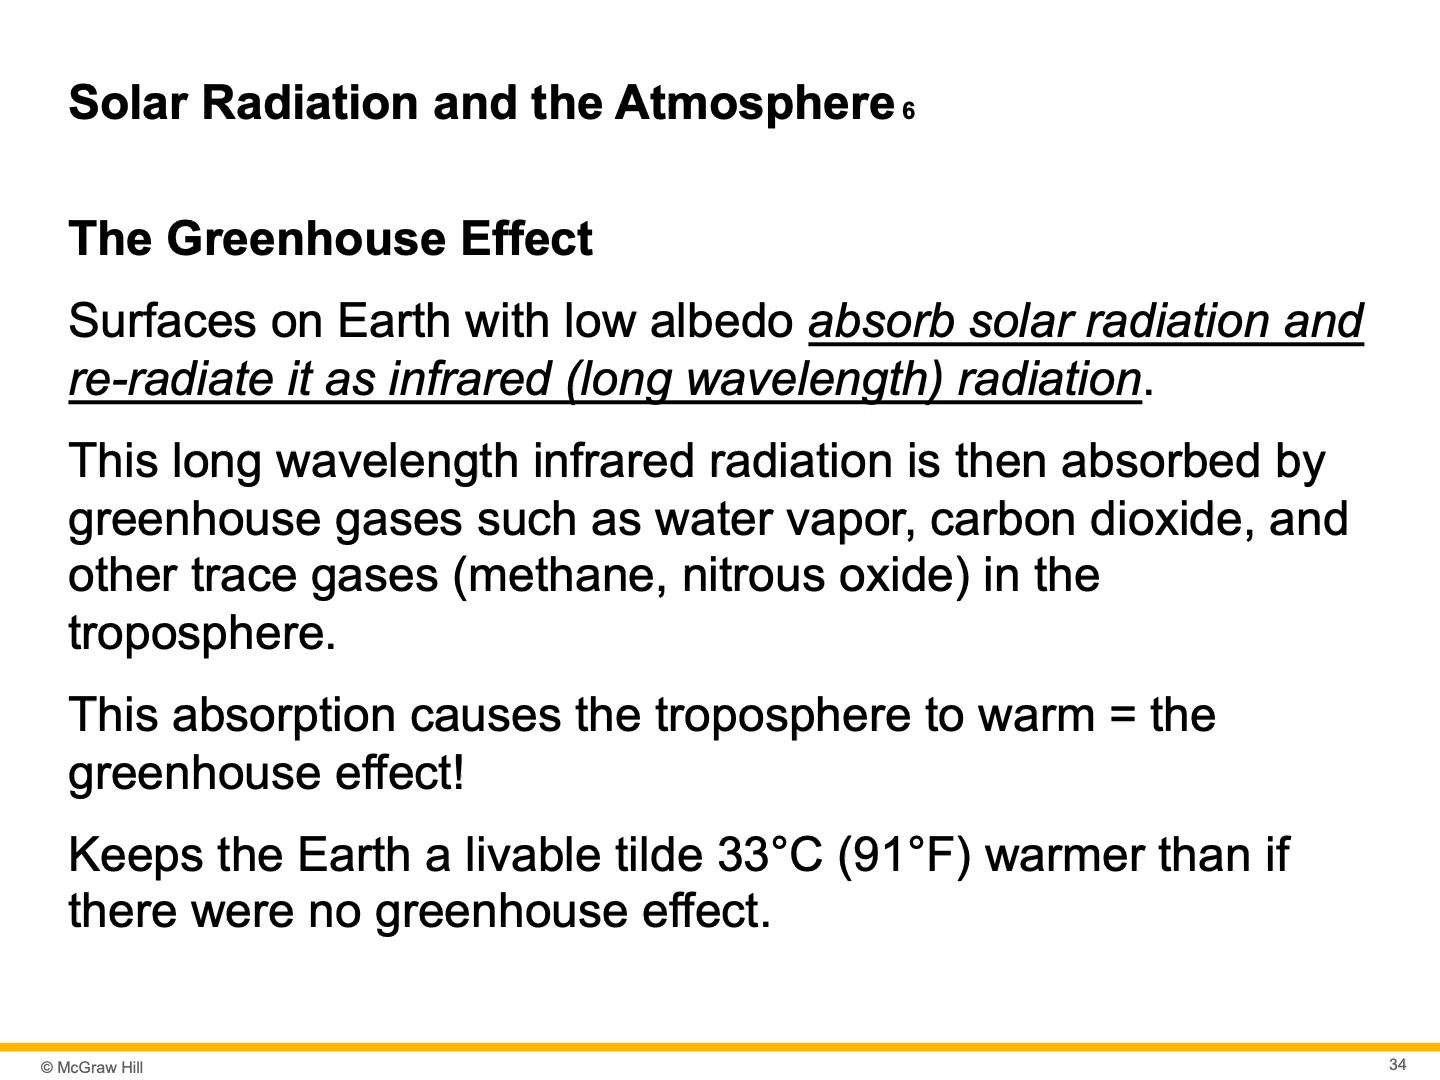 Solar Radiation and the Atmosphere 6
The Greenhouse Effect
Surfaces on Earth with low albedo absorb solar radiation and
re-radiate it as infrared (long wavelength) radiation.
This long wavelength infrared radiation is then absorbed by
greenhouse gases such as water vapor, carbon dioxide, and
other trace gases (methane, nitrous oxide) in the
troposphere.
This absorption causes the troposphere to warm = the
greenhouse effect!
Keeps the Earth a livable tilde 33°C (91°F) warmer than if
there were no greenhouse effect.
© McGraw Hill
34